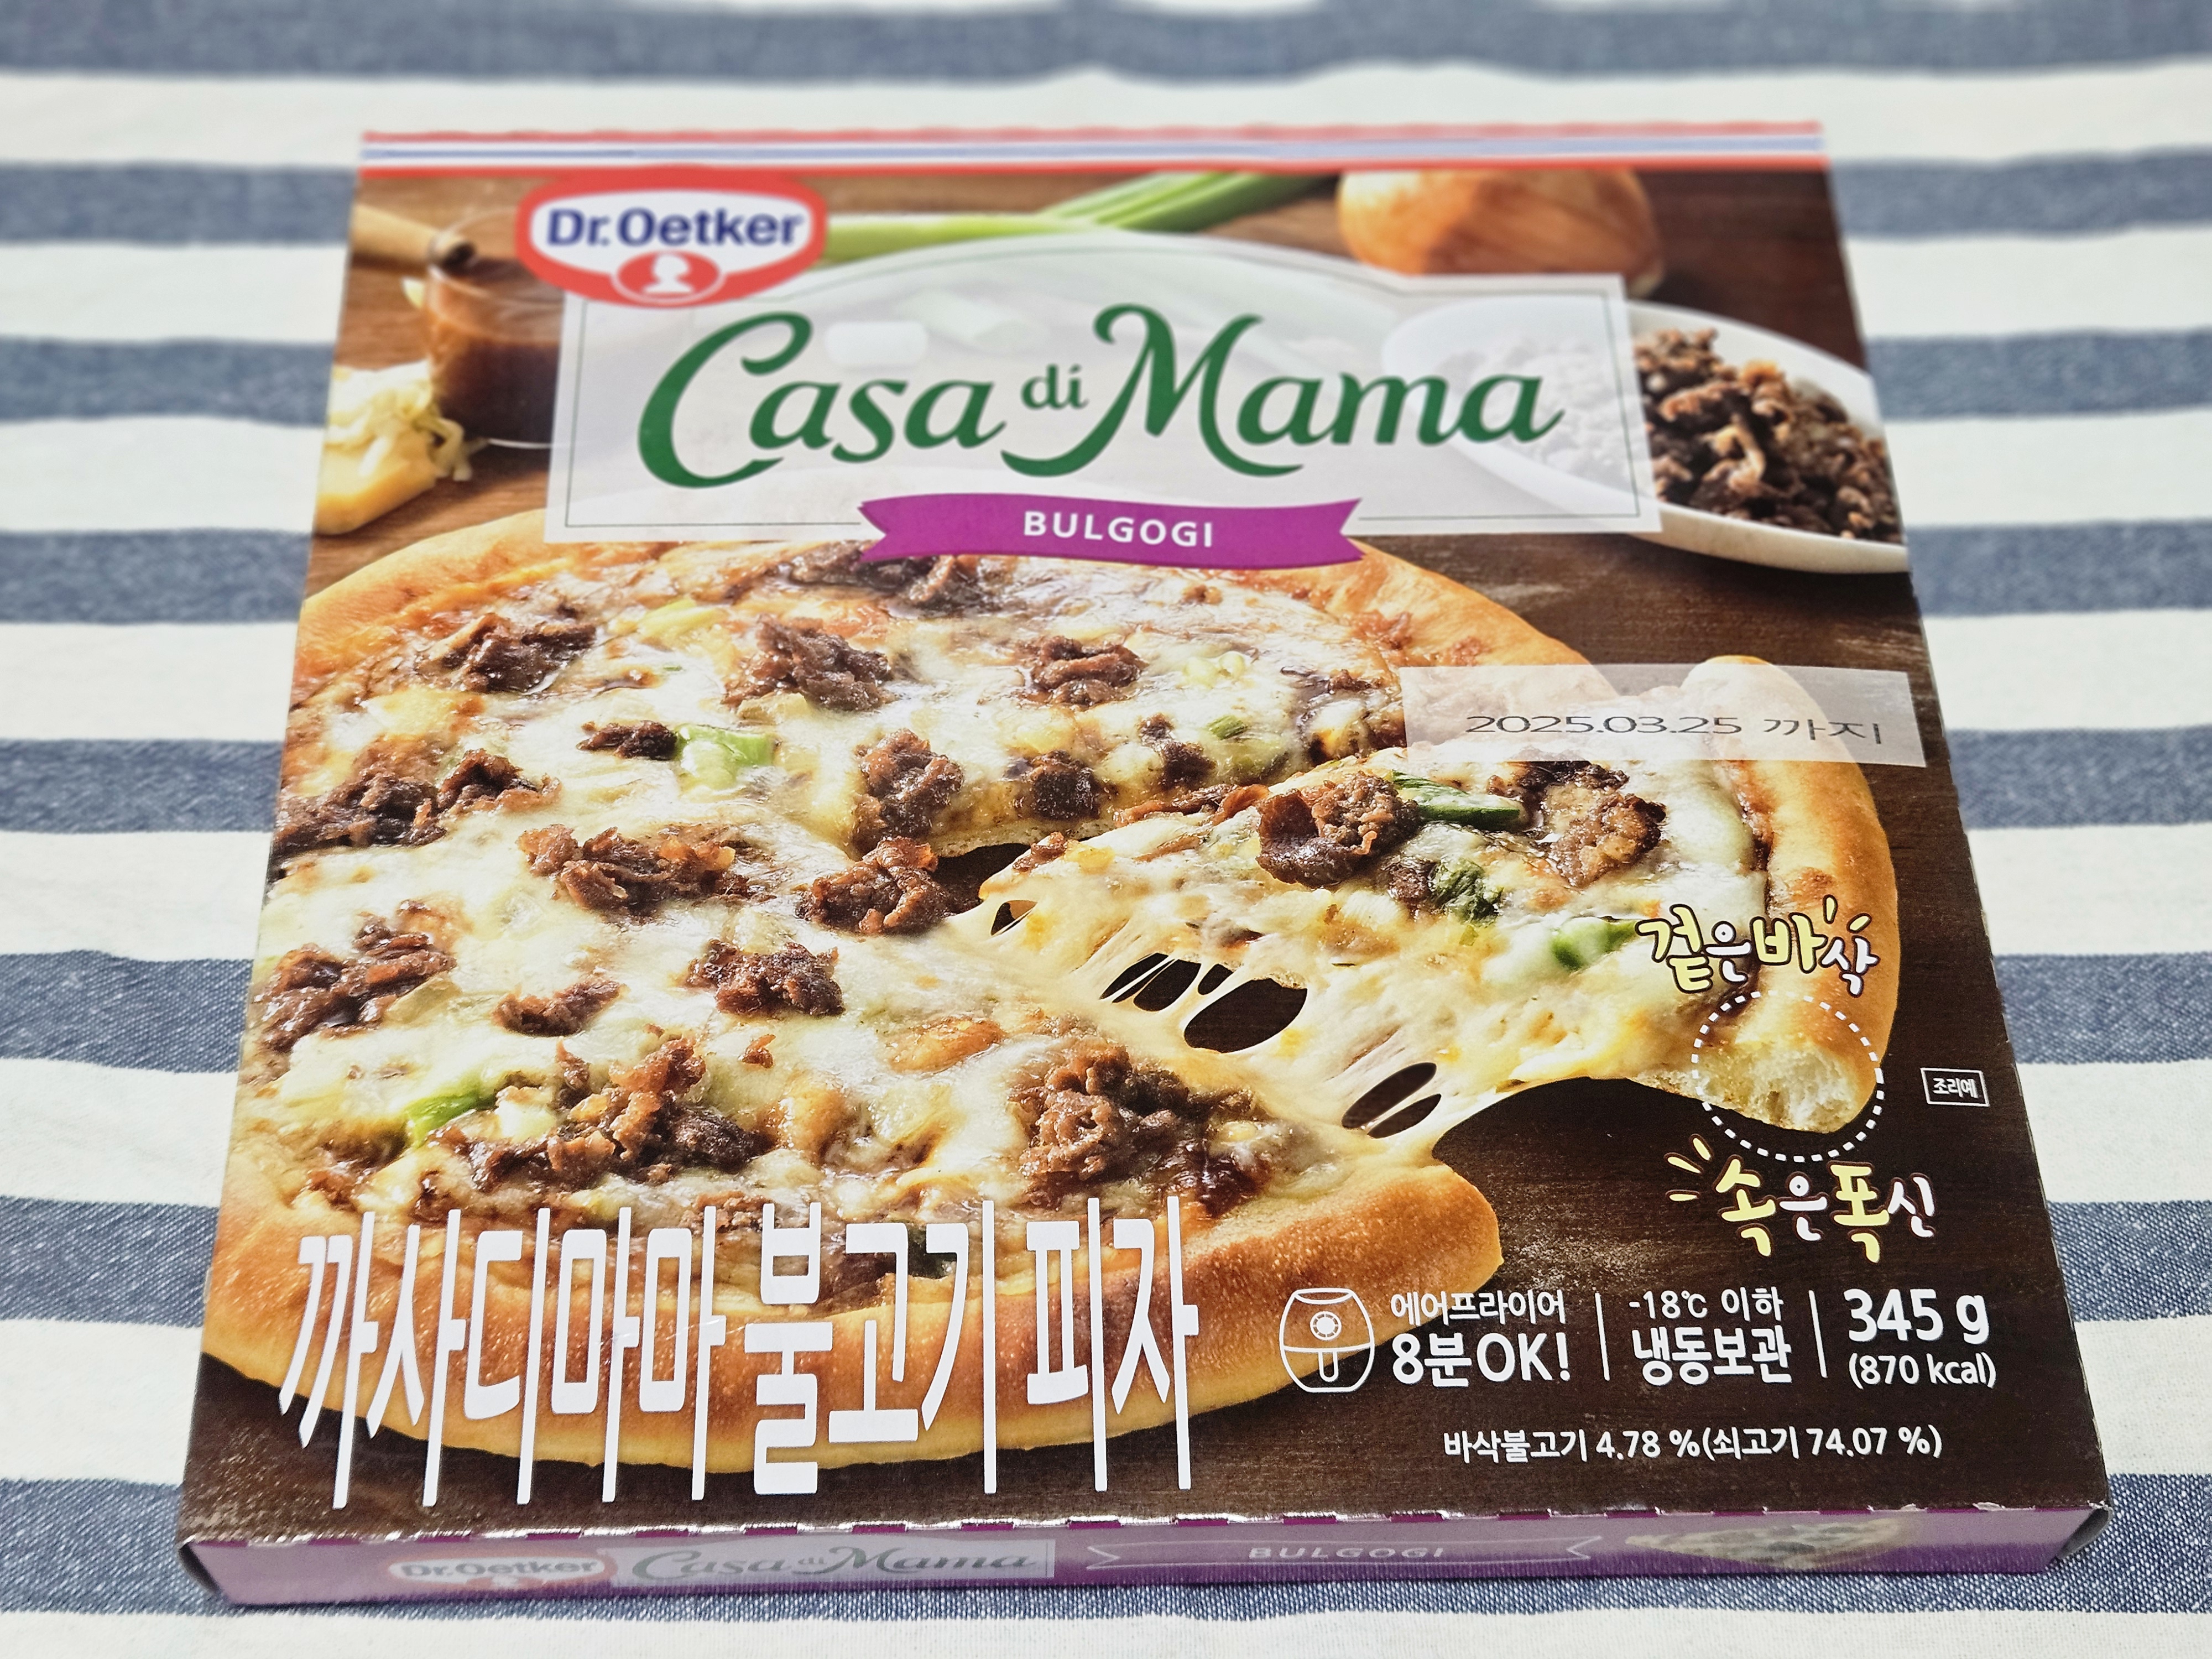 Dr.Oetker
Casa di Mama
BULGOGI
2025.03.25 까지
겉은바삭
조리예
속은폭신
까사디마마 불고기 피자
에어프라이어
8분OK!
-18℃ 이하
냉동보관
345 g
(870 kcal)
바삭불고기 4.78 %(쇠고기 74.07 %)
Dr.Oetker Casa di Mama BULGOGI